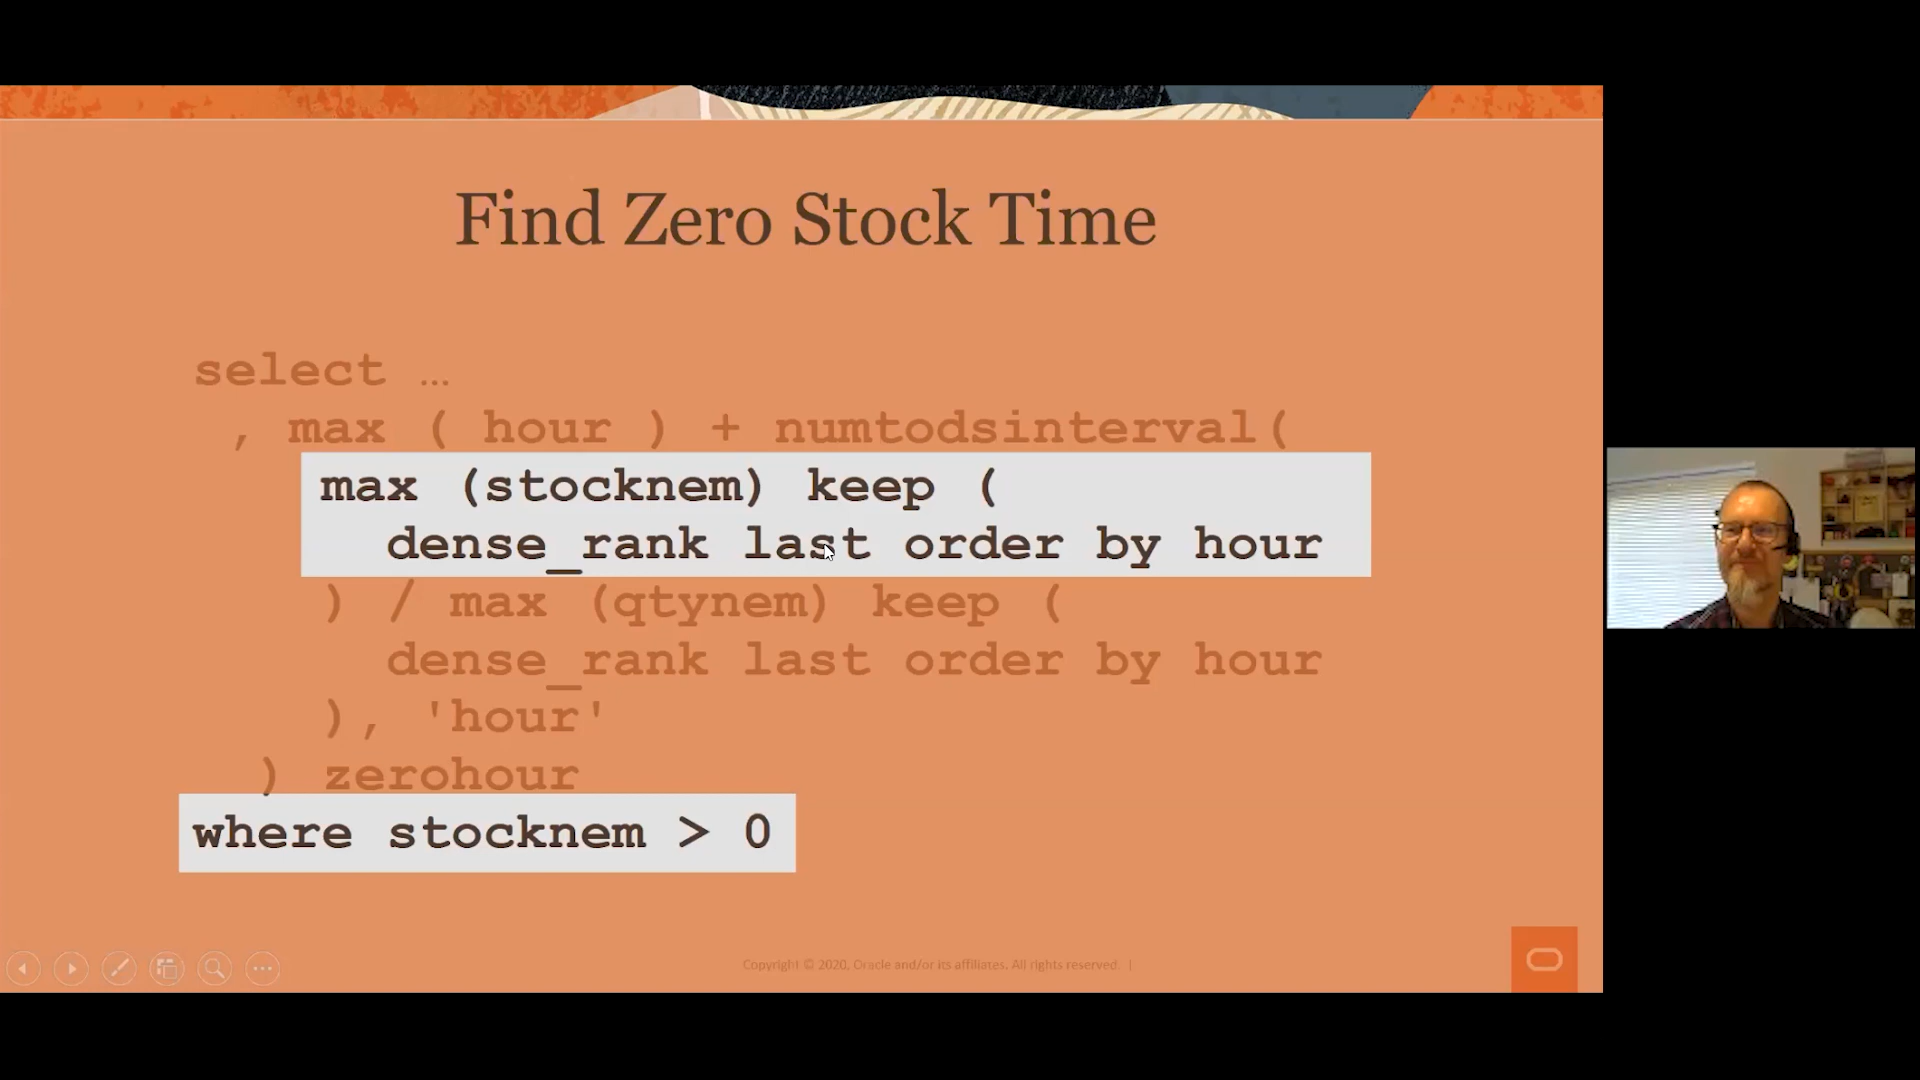 Find Zero Stock Time
select …
, max ( hour ) + numtodsinterval(
max (stocknem) keep (
dense_rank last order by hour
) / max (qtynem) keep (
dense_rank last order by hour
), 'hour'
) zerohour
where stocknem > 0
Copyright © 2020, Oracle and/or its affiliates. All rights reserved. |